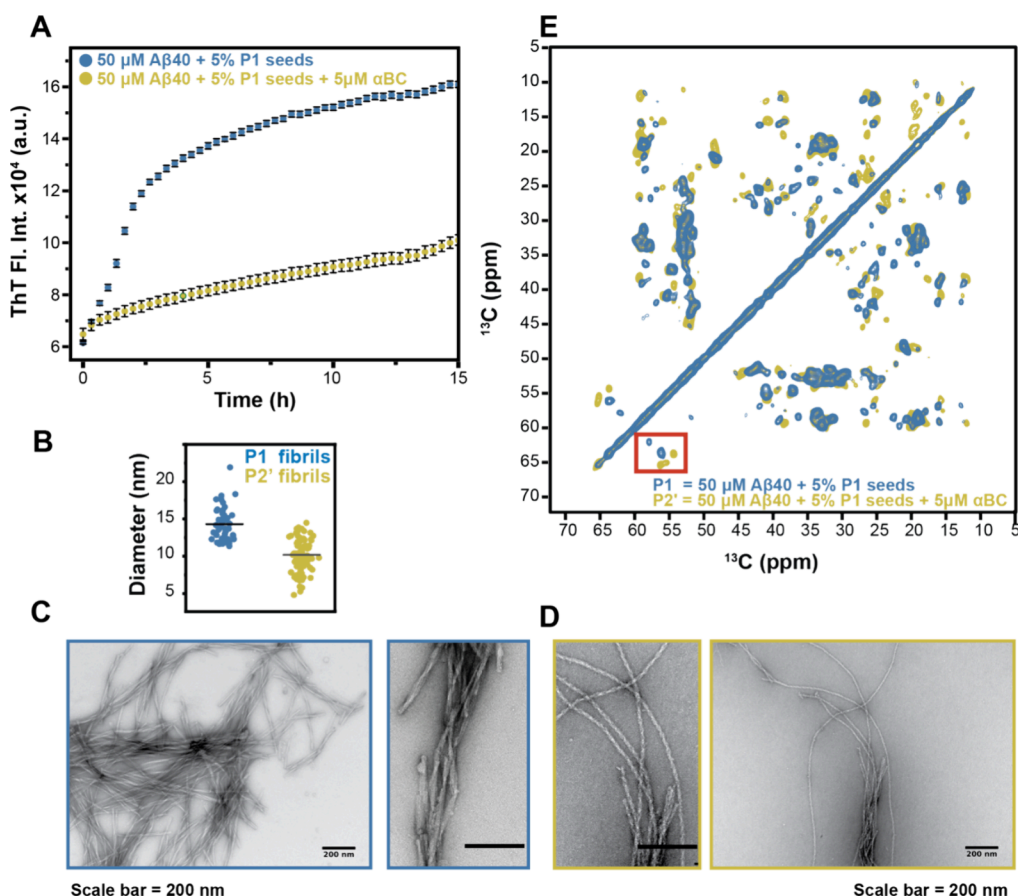 A
50 µM Aβ40 + 5% P1 seeds
50 µM Aβ40 + 5% P1 seeds + 5µM αBC
ThT Fl. Int. x10⁴ (a.u.)
16
14
12
10
8
6
0
5
10
15
Time (h)
B
P1 fibrils
P2’ fibrils
Diameter (nm)
20
15
10
5
E
5
10
15
20
25
30
35
40
45
50
55
60
65
70
¹³C (ppm)
P1 = 50 µM Aβ40 + 5% P1 seeds
P2’ = 50 µM Aβ40 + 5% P1 seeds + 5µM αBC
70
65
60
55
50
45
40
35
30
25
20
15
10
5
¹³C (ppm)
C
200 nm
Scale bar = 200 nm
D
200 nm
Scale bar = 200 nm